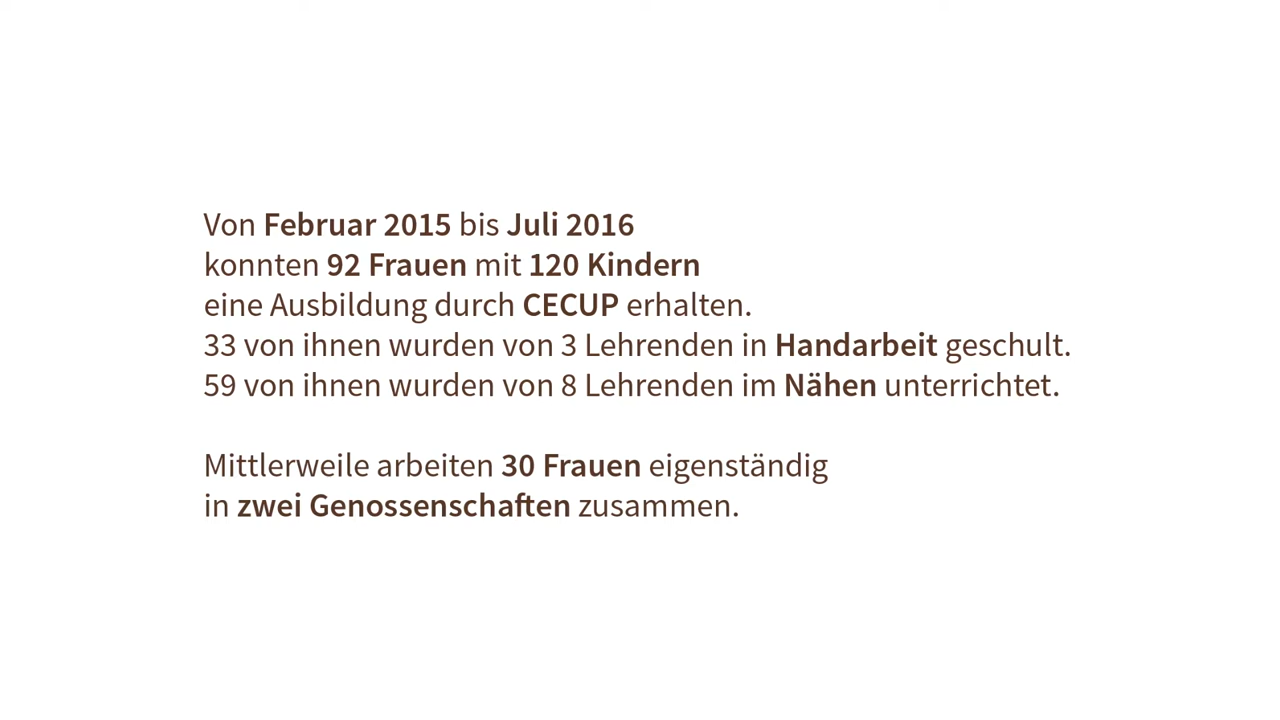 Von Februar 2015 bis Juli 2016
konnten 92 Frauen mit 120 Kindern
eine Ausbildung durch CECUP erhalten.
33 von ihnen wurden von 3 Lehrenden in Handarbeit geschult.
59 von ihnen wurden von 8 Lehrenden im Nähen unterrichtet.
Mittlerweile arbeiten 30 Frauen eigenständig
in zwei Genossenschaften zusammen.